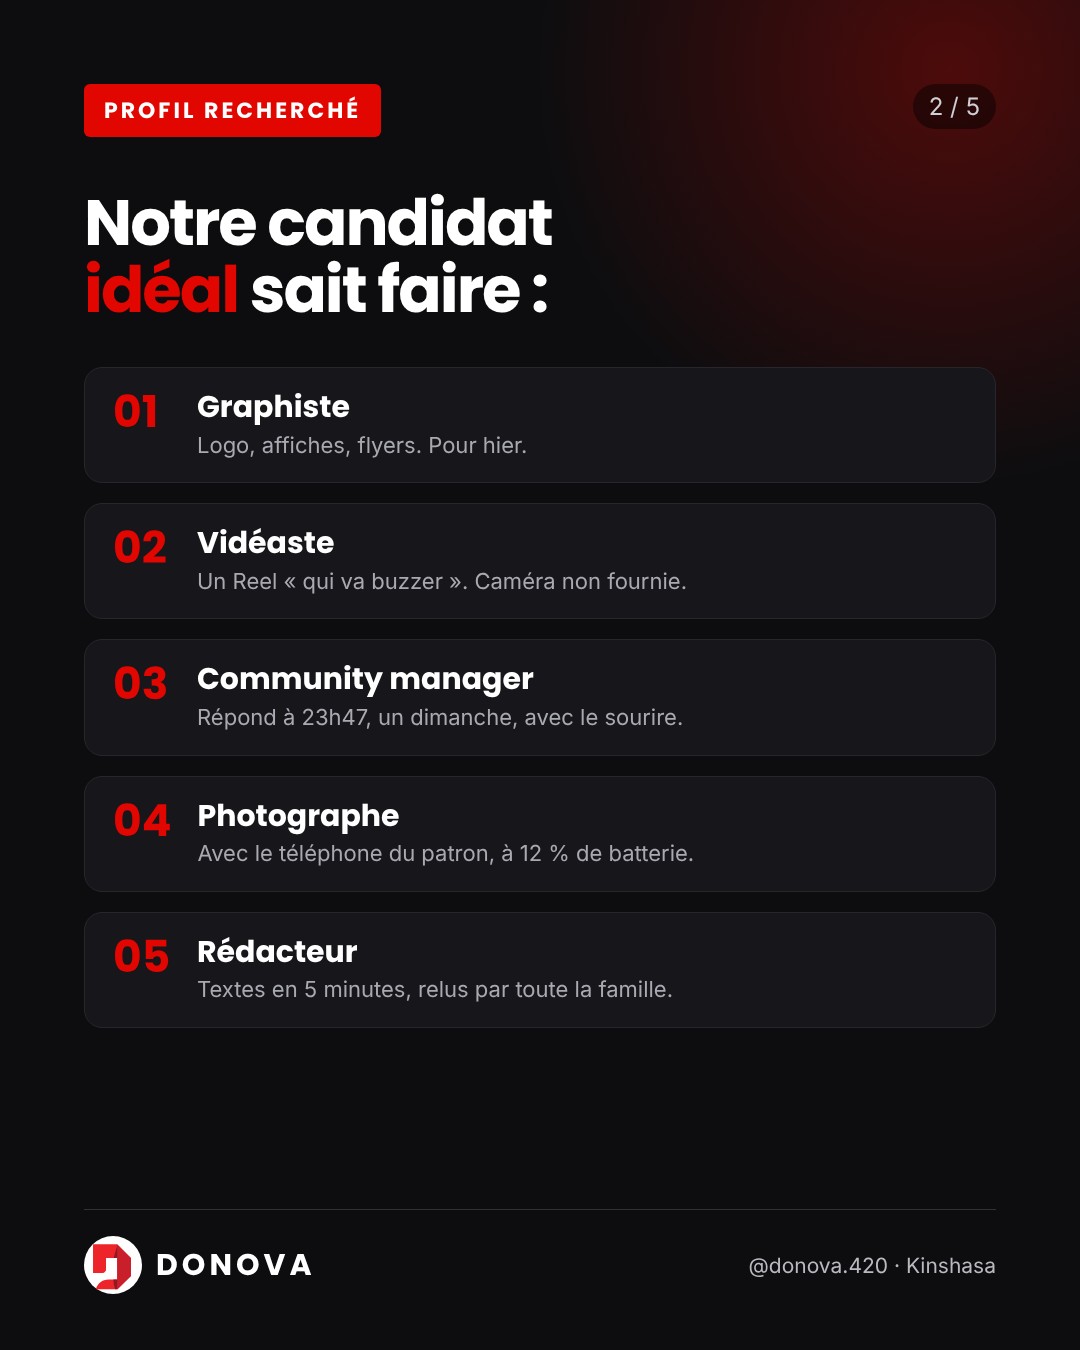 PROFIL RECHERCHÉ
2 / 5
Notre candidat
idéal sait faire :
01
Graphiste
Logo, affiches, flyers. Pour hier.
02
Vidéaste
Un Reel « qui va buzzer ». Caméra non fournie.
03
Community manager
Répond à 23h47, un dimanche, avec le sourire.
04
Photographe
Avec le téléphone du patron, à 12 % de batterie.
05
Rédacteur
Textes en 5 minutes, relus par toute la famille.
DONOVA
@donova.420 · Kinshasa